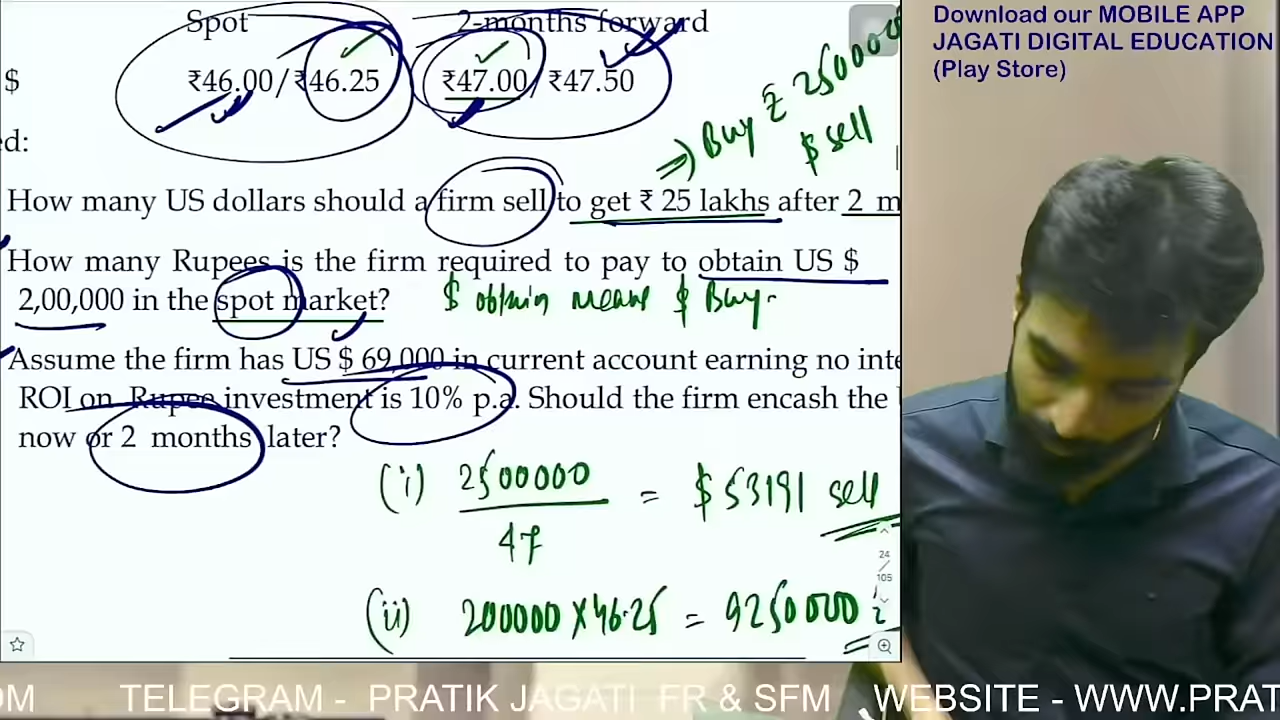 Spot 2-months forward
$ ₹46.00/₹46.25 ₹47.00/ ₹47.50
ed:
⇒) Buy ₹ 2500000
$ sell
How many US dollars should a firm sell to get ₹ 25 lakhs after 2 m
How many Rupees is the firm required to pay to obtain US $
2,00,000 in the spot market?
$ obtain means $ Buy.
Assume the firm has US $ 69,000 in current account earning no inte
ROI on Rupee investment is 10% p.a. Should the firm encash the
now or 2 months later?
(i) 2500000 / 47 = $ 53191 sell
(ii) 200000 × 46.25 = 9250000 ₹
24
/
105
Download our MOBILE APP
JAGATI DIGITAL EDUCATION
(Play Store)
OM TELEGRAM - PRATIK JAGATI FR & SFM WEBSITE - WWW.PRAT